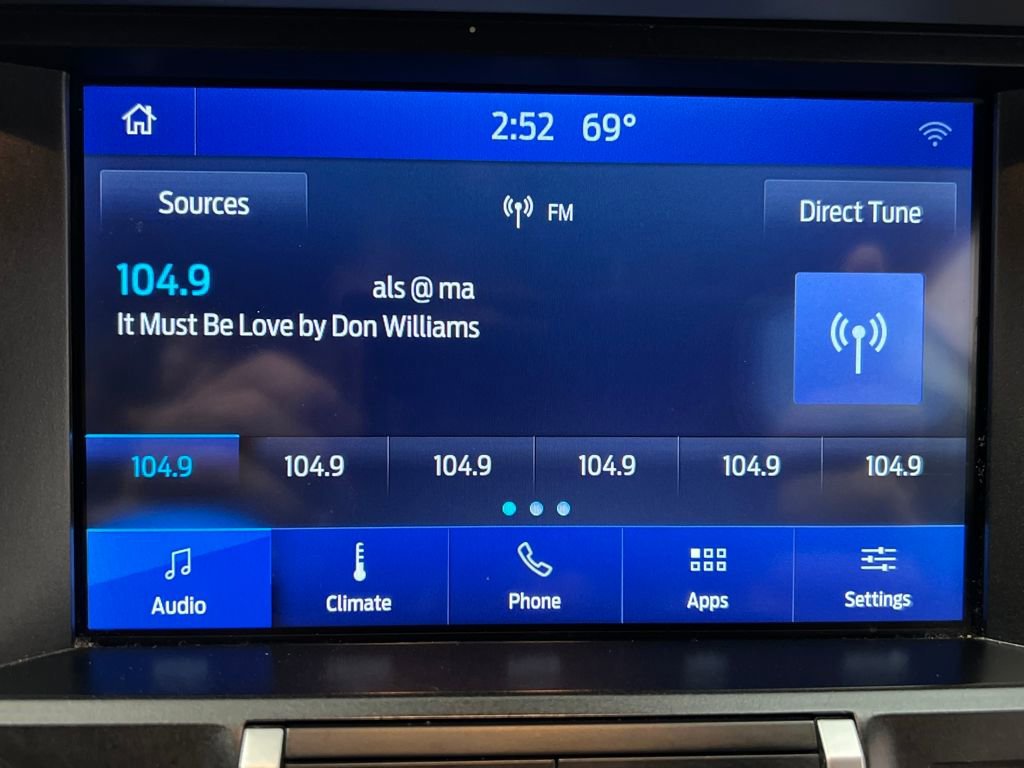 2:52 69°
Sources FM Direct Tune
104.9 als @ ma
It Must Be Love by Don Williams
104.9 104.9 104.9 104.9 104.9 104.9
Audio Climate Phone Apps Settings